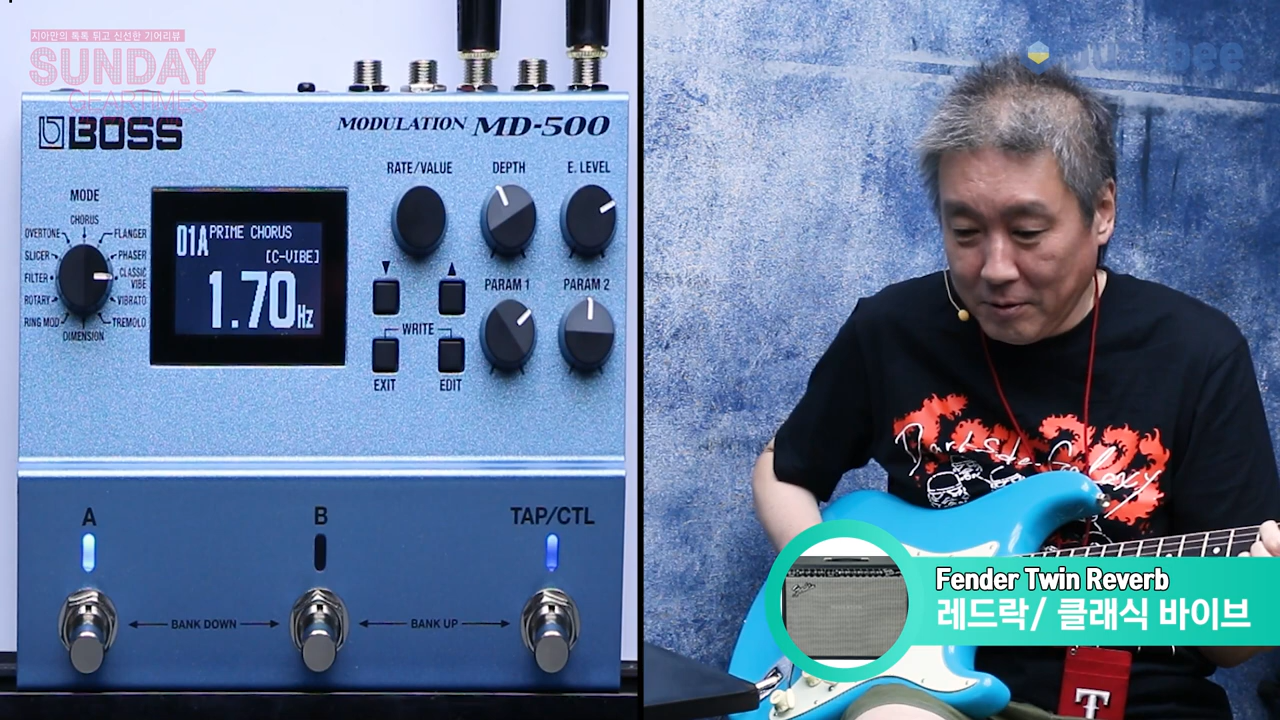 지아만의 톡톡 튀고 신선한 기어리뷰
SUNDAY
GEARTIMES
BOSS
MODULATION MD-500
MODE
CHORUS
OVERTONE
FLANGER
SLICER
PHASER
FILTER
CLASSIC VIBE
ROTARY
VIBRATO
RING MOD
TREMOLO
DIMENSION
01A PRIME CHORUS
[C-VIBE]
1.70Hz
RATE/VALUE
DEPTH
E. LEVEL
PARAM 1
PARAM 2
WRITE
EXIT
EDIT
A
B
TAP/CTL
BANK DOWN
BANK UP
Dark Side Galaxy
Fender Twin Reverb
레드락/ 클래식 바이브
T